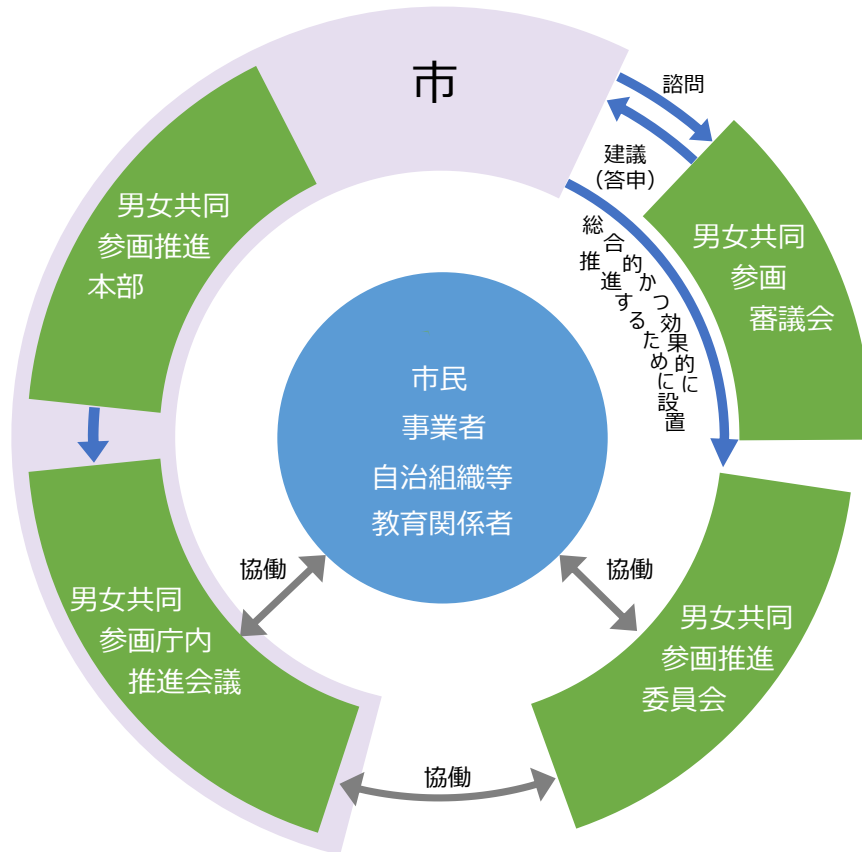 市
諮問
建議
（答申）
総合的かつ効果的に
推進するために設置
男女共同
参画推進
本部
男女共同
参画
審議会
市民
事業者
自治組織等
教育関係者
協働
協働
男女共同
参画庁内
推進会議
男女共同
参画推進
委員会
協働